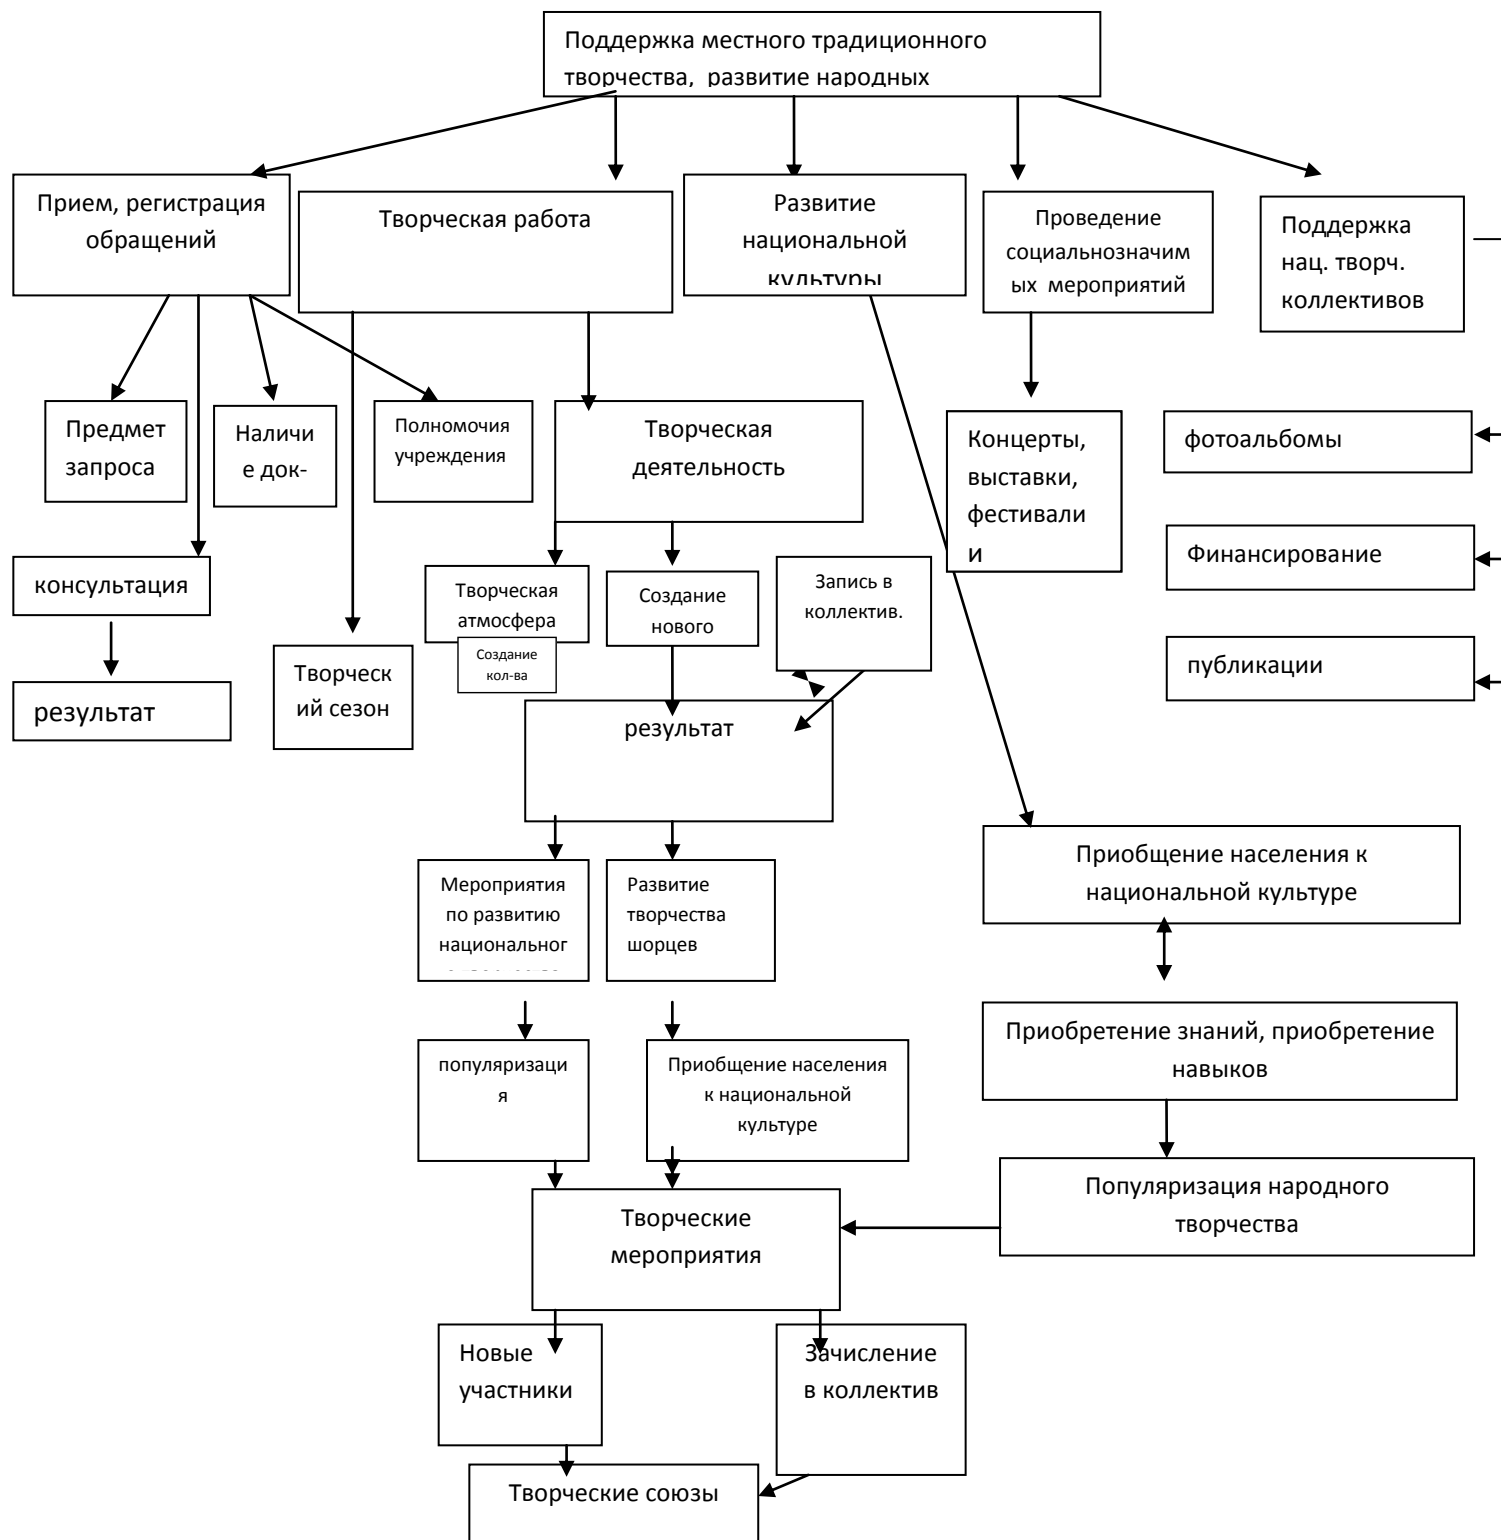 Поддержка местного традиционного
творчества, развитие народных
Прием, регистрация
обращений
Творческая работа
Развитие
национальной
культуры
Проведение
социальнозначим
ых мероприятий
Поддержка
нац. творч.
коллективов
Предмет
запроса
Наличи
е док-
Полномочия
учреждения
Творческая
деятельность
Концерты,
выставки,
фестивали
и
фотоальбомы
Финансирование
публикации
консультация
результат
Творческ
ий сезон
Творческая
атмосфера
Создание
кол-ва
Создание
нового
Запись в
коллектив.
результат
Мероприятия
по развитию
национальног
Развитие
творчества
шорцев
Приобщение населения к
национальной культуре
популяризаци
я
Приобщение населения
к национальной
культуре
Приобретение знаний, приобретение
навыков
Популяризация народного
творчества
Творческие
мероприятия
Новые
участники
Зачисление
в коллектив
Творческие союзы